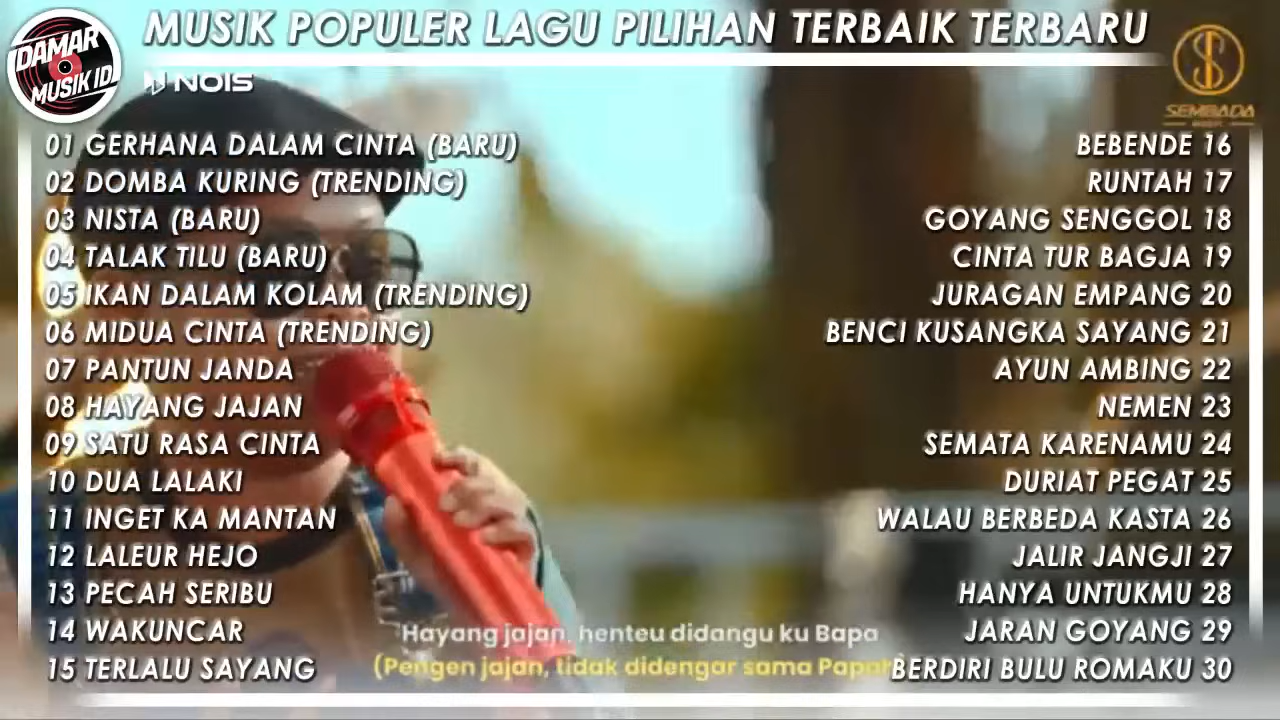 DAMAR
MUSIK ID
MUSIK POPULER LAGU PILIHAN TERBAIK TERBARU
NOIS
SEMBADA
01 GERHANA DALAM CINTA (BARU)
02 DOMBA KURING (TRENDING)
03 NISTA (BARU)
04 TALAK TILU (BARU)
05 IKAN DALAM KOLAM (TRENDING)
06 MIDUA CINTA (TRENDING)
07 PANTUN JANDA
08 HAYANG JAJAN
09 SATU RASA CINTA
10 DUA LALAKI
11 INGET KA MANTAN
12 LALEUR HEJO
13 PECAH SERIBU
14 WAKUNCAR
15 TERLALU SAYANG
BEBENDE 16
RUNTAH 17
GOYANG SENGGOL 18
CINTA TUR BAGJA 19
JURAGAN EMPANG 20
BENCI KUSANGKA SAYANG 21
AYUN AMBING 22
NEMEN 23
SEMATA KARENAMU 24
DURIAT PEGAT 25
WALAU BERBEDA KASTA 26
JALIR JANGJI 27
HANYA UNTUKMU 28
JARAN GOYANG 29
BERDIRI BULU ROMAKU 30
Hayang jajan, henteu didangu ku Bapa
(Pengen jajan, tidak didengar sama Papah)